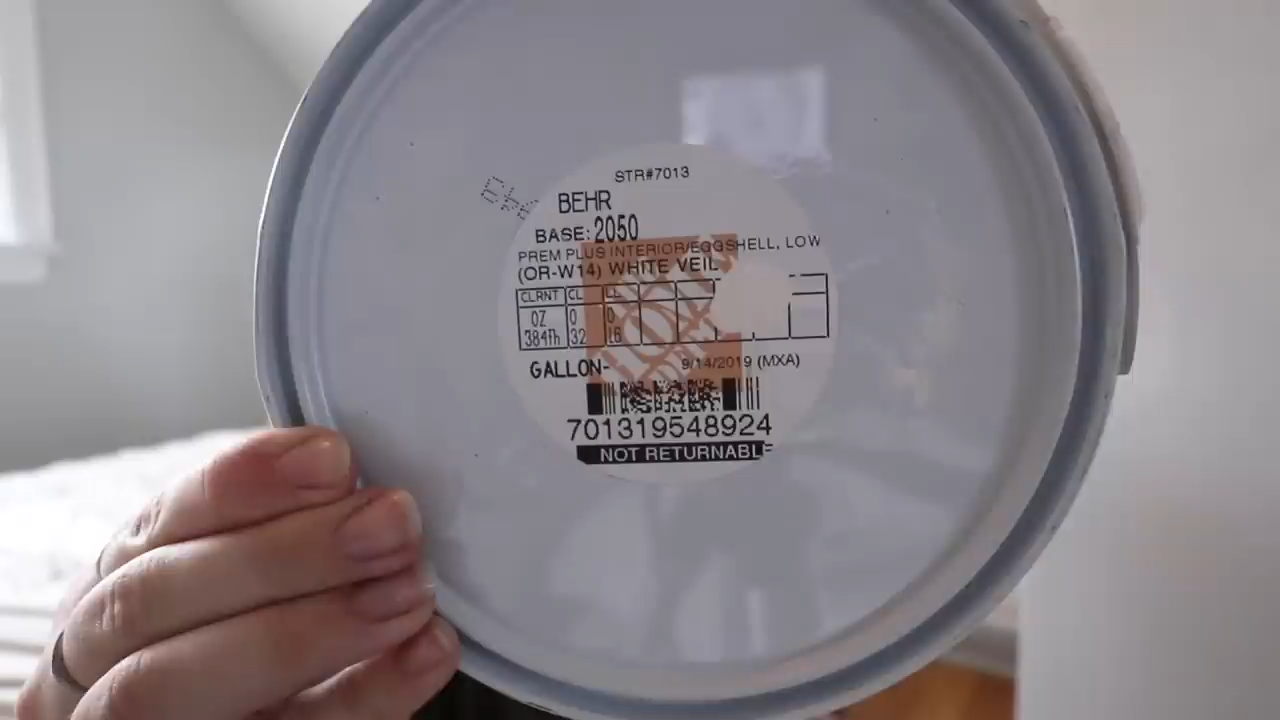 STR#7013
BEHR
BASE: 2050
PREM PLUS INTERIOR/EGGSHELL, LOW
(OR-W14) WHITE VEIL
CLRNT CL LL
OZ 0 0
384Th 32 16
GALLON- 9/14/2019 (MXA)
701319548924
NOT RETURNABLE